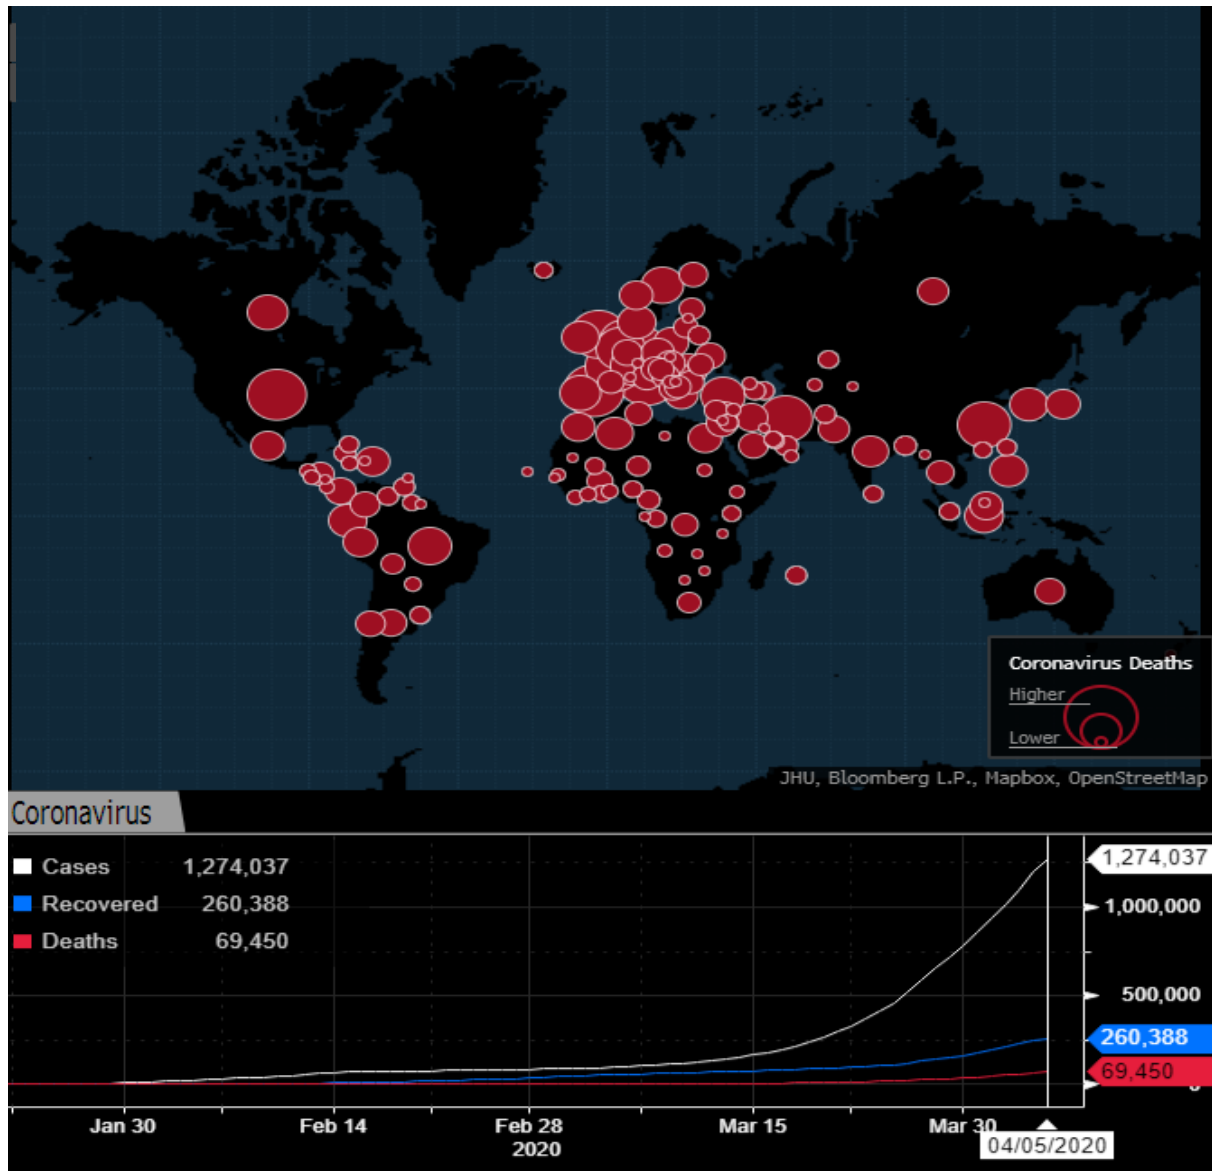 Coronavirus Deaths
Higher
Lower
JHU, Bloomberg L.P., Mapbox, OpenStreetMap
Coronavirus
Cases 1,274,037
Recovered 260,388
Deaths 69,450
1,274,037
1,000,000
500,000
260,388
69,450
0
Jan 30 Feb 14 Feb 28 Mar 15 Mar 30
2020
04/05/2020